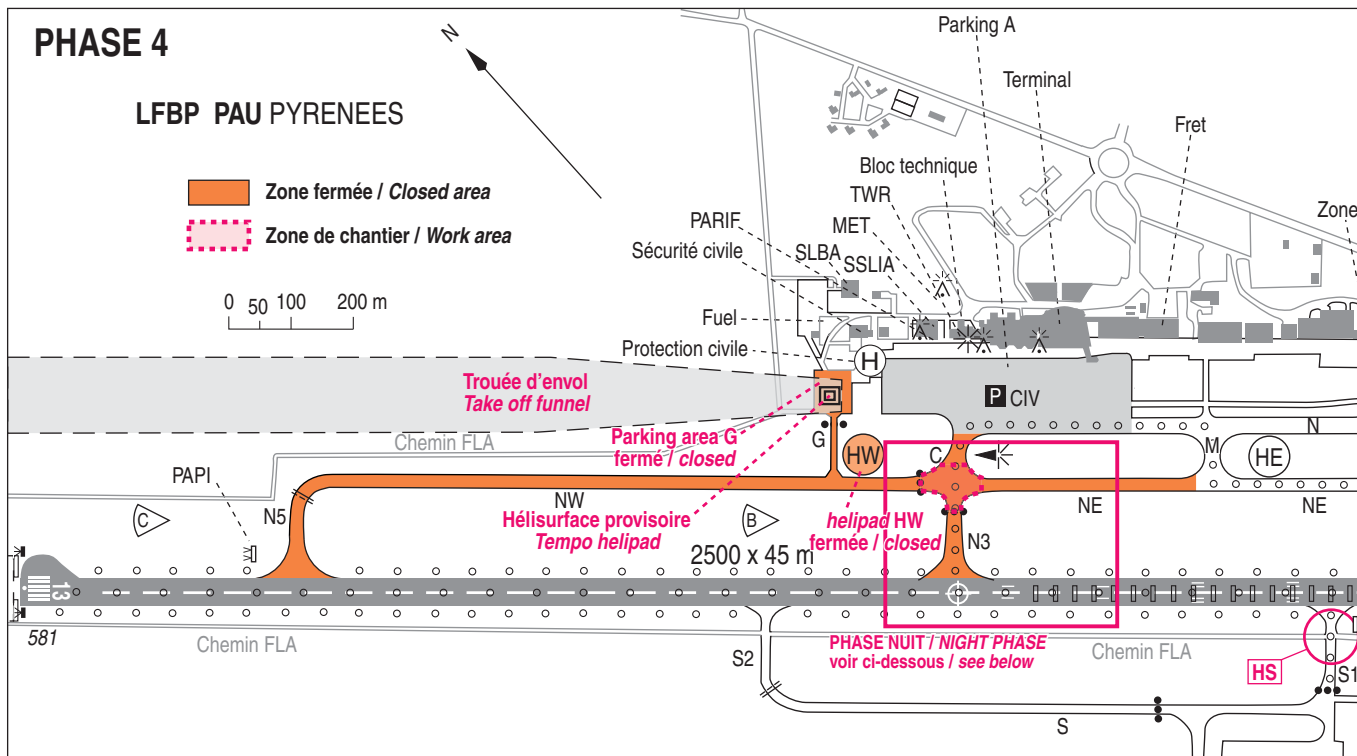 PHASE 4
LFBP PAU PYRENEES
Zone fermée / Closed area
Zone de chantier / Work area
0 50 100 200 m
N
Parking A
Terminal
Fret
Bloc technique
TWR
MET
PARIF
Zone
Sécurité civile
SLBA
SSLIA
Fuel
Protection civile
H
Trouée d'envol
Take off funnel
P CIV
Chemin FLA
Parking area G
fermé / closed
G
HW
C
N
M
HE
PAPI
N5
NW
NE
NE
C
Hélisurface provisoire
Tempo helipad
B
helipad HW
fermée / closed
N3
2500 x 45 m
13
581
Chemin FLA
PHASE NUIT / NIGHT PHASE
voir ci-dessous / see below
Chemin FLA
S2
HS
S1
S